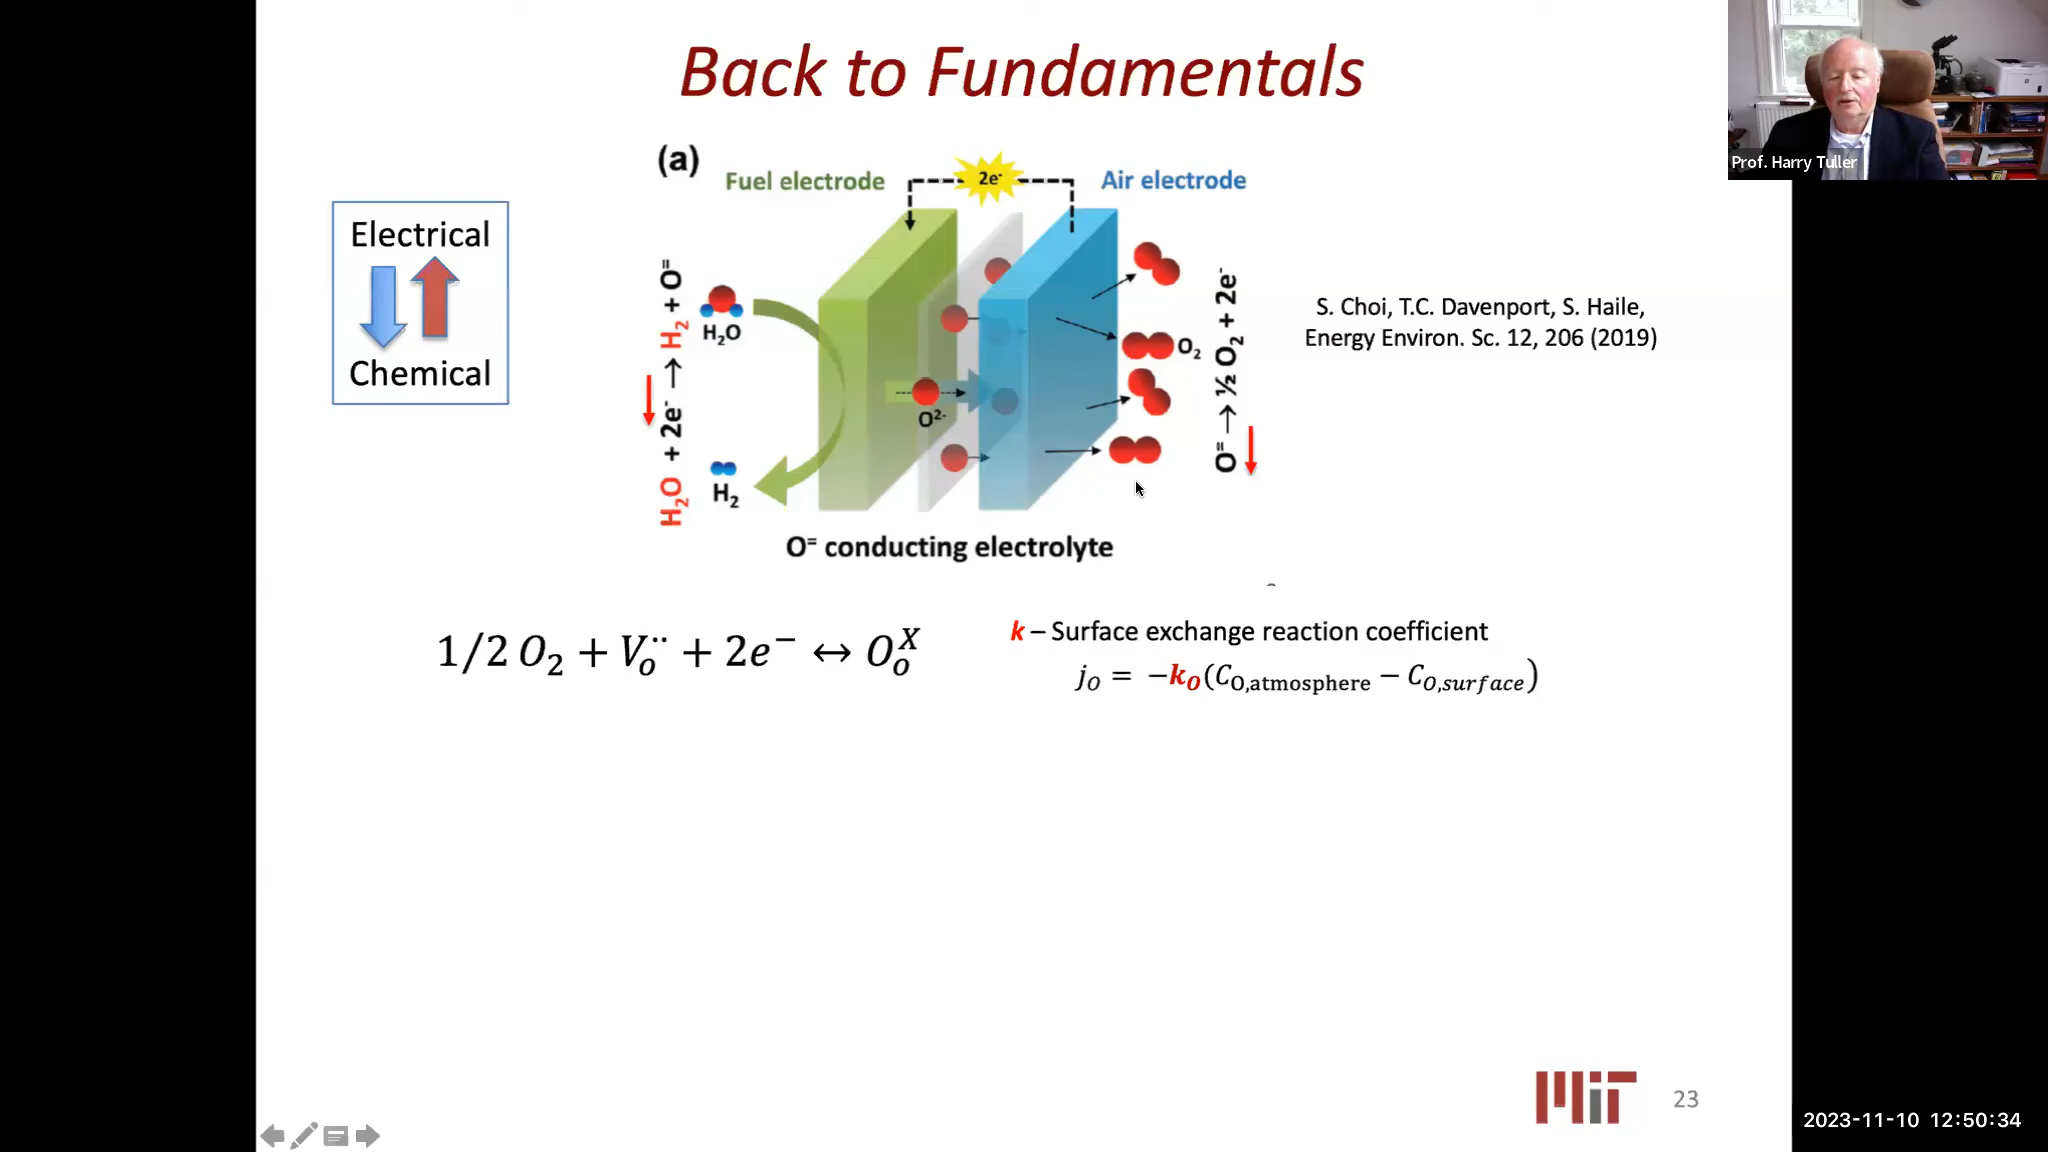 Back to Fundamentals
Prof. Harry Tuller
(a)
Fuel electrode
2e⁻
Air electrode
Electrical
Chemical
H₂O + 2e⁻ → H₂ + O⁼
H₂O
H₂
O²⁻
O₂
O⁼ → ½ O₂ + 2e⁻
S. Choi, T.C. Davenport, S. Haile,
Energy Environ. Sc. 12, 206 (2019)
O⁼ conducting electrolyte
1/2 O₂ + V_o^{··} + 2e⁻ ↔ O_o^X
k – Surface exchange reaction coefficient
j_O = −k_O(C_{O,atmosphere} − C_{O,surface})
MIT
23
2023-11-10 12:50:34